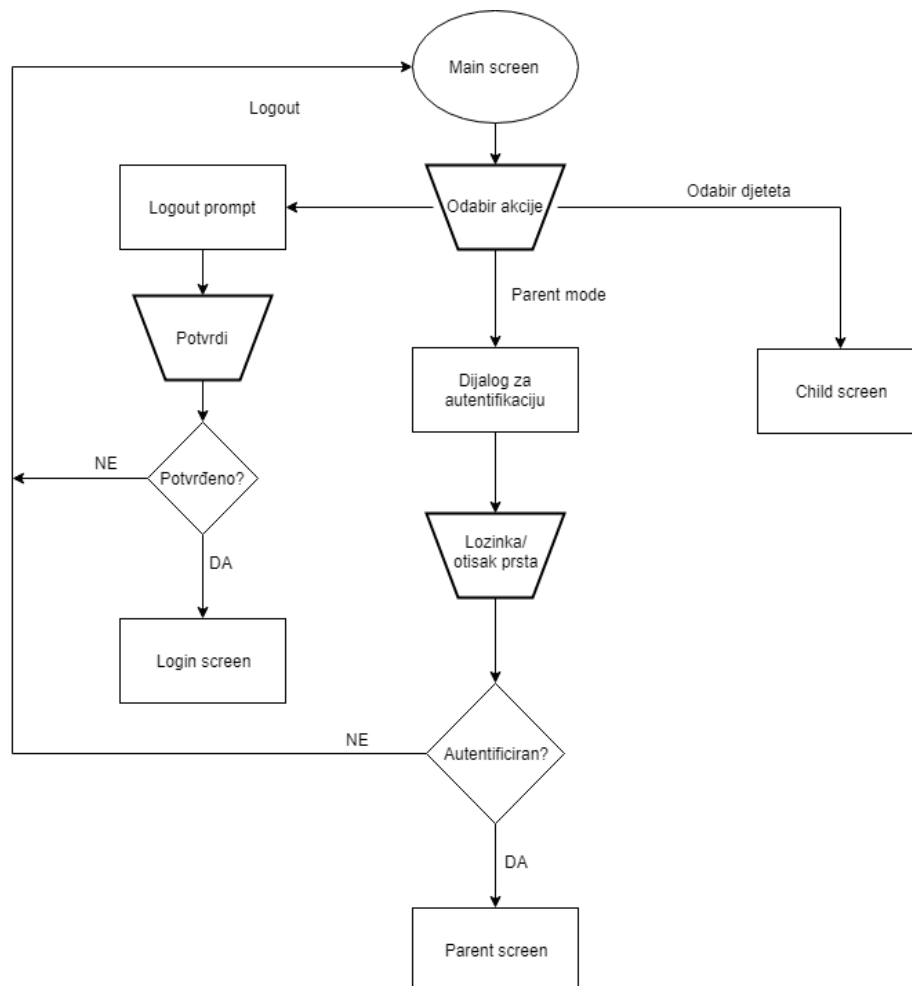 Main screen
Logout
Logout prompt
Odabir akcije
Odabir djeteta
Parent mode
Potvrdi
Dijalog za
autentifikaciju
Child screen
NE
Potvrđeno?
DA
Lozinka/
otisak prsta
Login screen
NE
Autentificiran?
DA
Parent screen